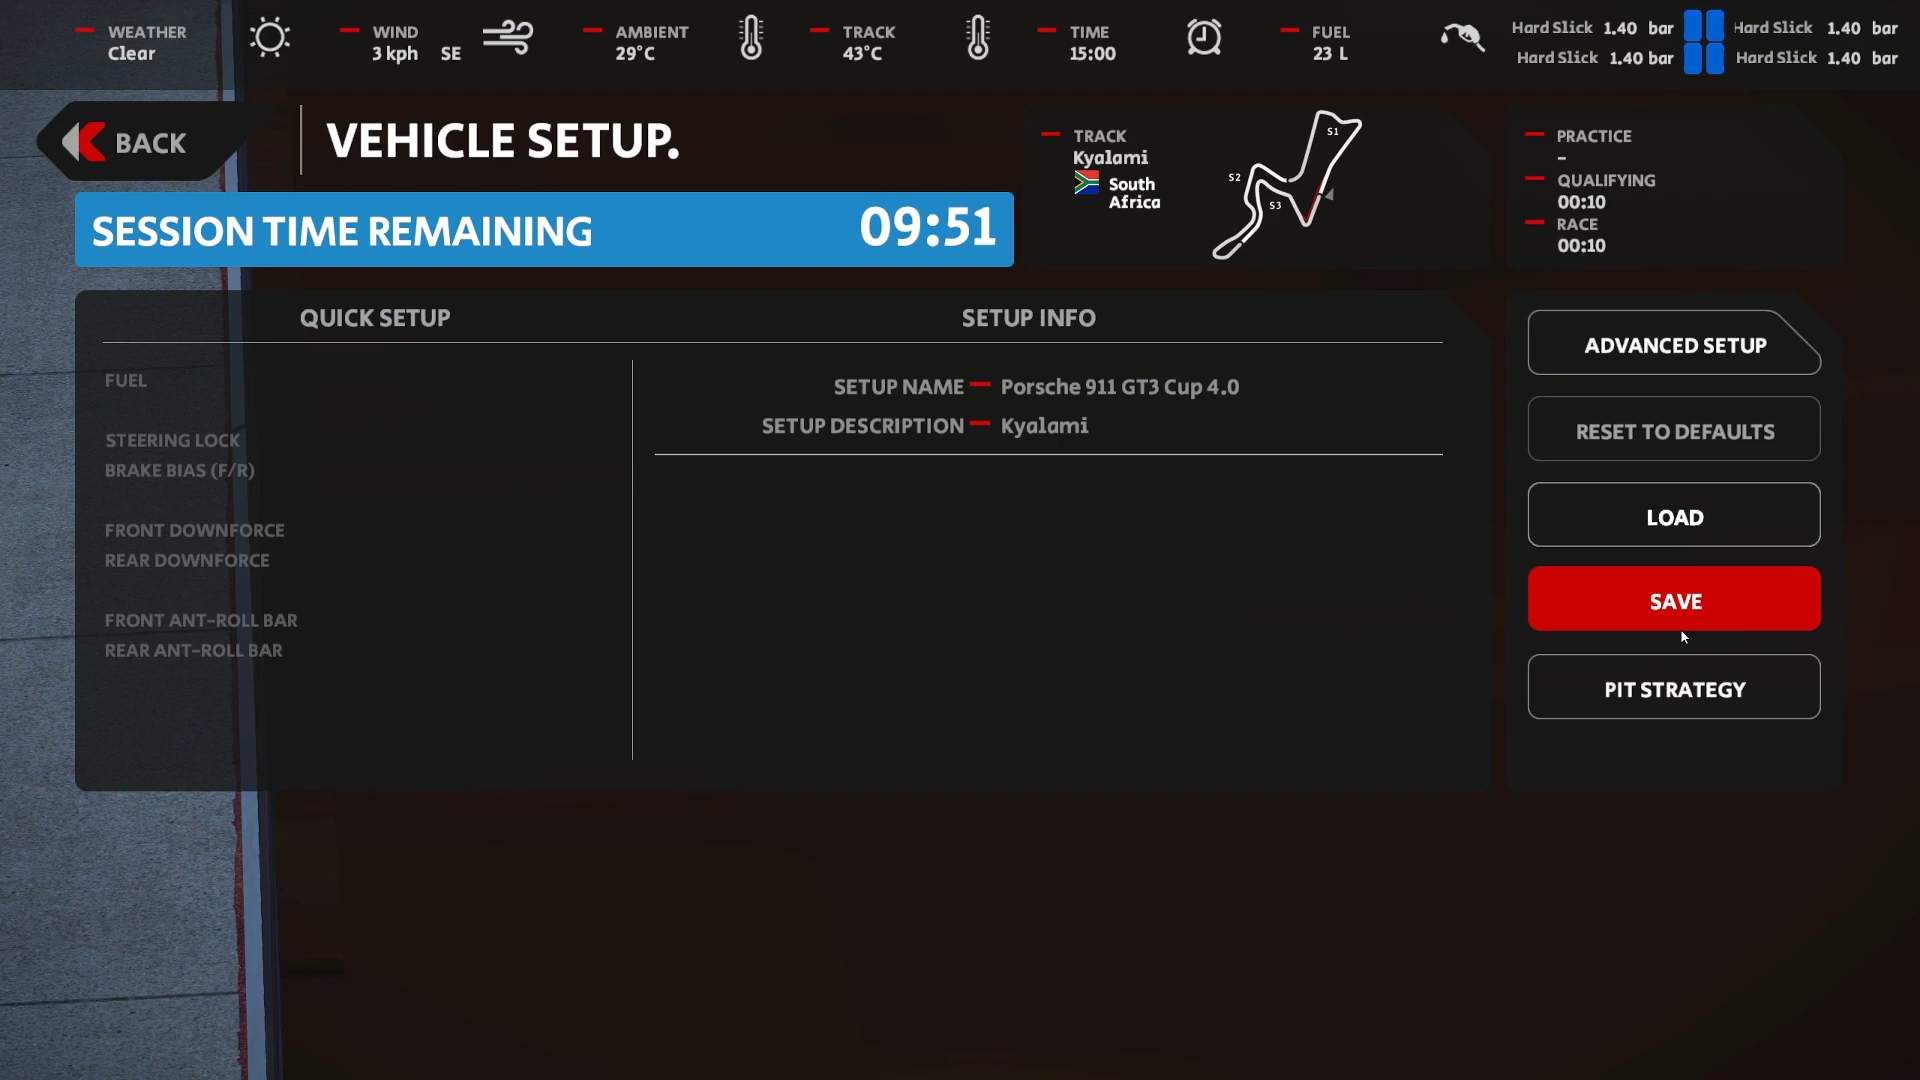 WEATHER
Clear
WIND
3 kph SE
AMBIENT
29°C
TRACK
43°C
TIME
15:00
FUEL
23 L
Hard Slick 1.40 bar Hard Slick 1.40 bar
Hard Slick 1.40 bar Hard Slick 1.40 bar
BACK
VEHICLE SETUP.
SESSION TIME REMAINING 09:51
TRACK
Kyalami
South
Africa
S1
S2
S3
PRACTICE
–
QUALIFYING
00:10
RACE
00:10
QUICK SETUP
FUEL
STEERING LOCK
BRAKE BIAS (F/R)
FRONT DOWNFORCE
REAR DOWNFORCE
FRONT ANT-ROLL BAR
REAR ANT-ROLL BAR
SETUP INFO
SETUP NAME Porsche 911 GT3 Cup 4.0
SETUP DESCRIPTION Kyalami
ADVANCED SETUP
RESET TO DEFAULTS
LOAD
SAVE
PIT STRATEGY